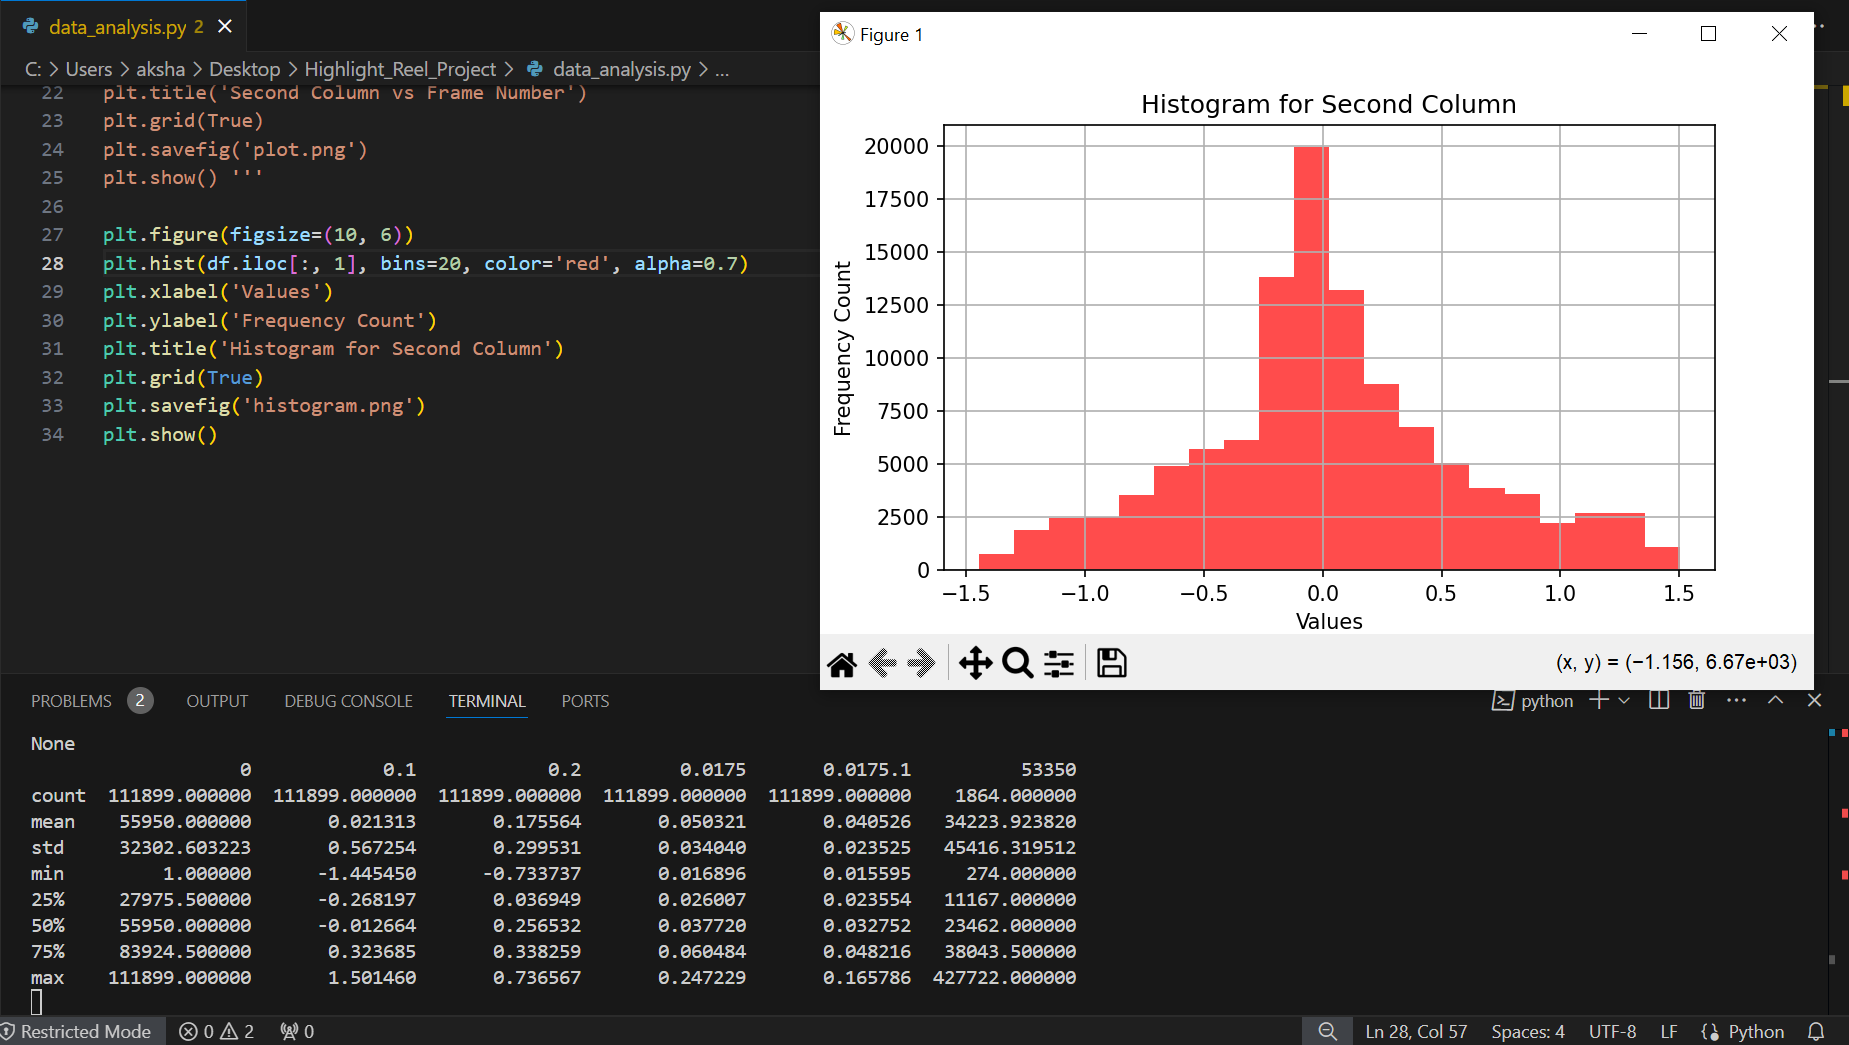 data_analysis.py 2
C: > Users > aksha > Desktop > Highlight_Reel_Project > data_analysis.py > ...
22 plt.title('Second Column vs Frame Number')
23 plt.grid(True)
24 plt.savefig('plot.png')
25 plt.show() '''
26
27 plt.figure(figsize=(10, 6))
28 plt.hist(df.iloc[:, 1], bins=20, color='red', alpha=0.7)
29 plt.xlabel('Values')
30 plt.ylabel('Frequency Count')
31 plt.title('Histogram for Second Column')
32 plt.grid(True)
33 plt.savefig('histogram.png')
34 plt.show()
Figure 1
Histogram for Second Column
Frequency Count
20000
17500
15000
12500
10000
7500
5000
2500
0
−1.5 −1.0 −0.5 0.0 0.5 1.0 1.5
Values
(x, y) = (−1.156, 6.67e+03)
PROBLEMS 2 OUTPUT DEBUG CONSOLE TERMINAL PORTS python
None
0 0.1 0.2 0.0175 0.0175.1 53350
count 111899.000000 111899.000000 111899.000000 111899.000000 111899.000000 1864.000000
mean 55950.000000 0.021313 0.175564 0.050321 0.040526 34223.923820
std 32302.603223 0.567254 0.299531 0.034040 0.023525 45416.319512
min 1.000000 -1.445450 -0.733737 0.016896 0.015595 274.000000
25% 27975.500000 -0.268197 0.036949 0.026007 0.023554 11167.000000
50% 55950.000000 -0.012664 0.256532 0.037720 0.032752 23462.000000
75% 83924.500000 0.323685 0.338259 0.060484 0.048216 38043.500000
max 111899.000000 1.501460 0.736567 0.247229 0.165786 427722.000000
Restricted Mode 0 2 0 Ln 28, Col 57 Spaces: 4 UTF-8 LF Python